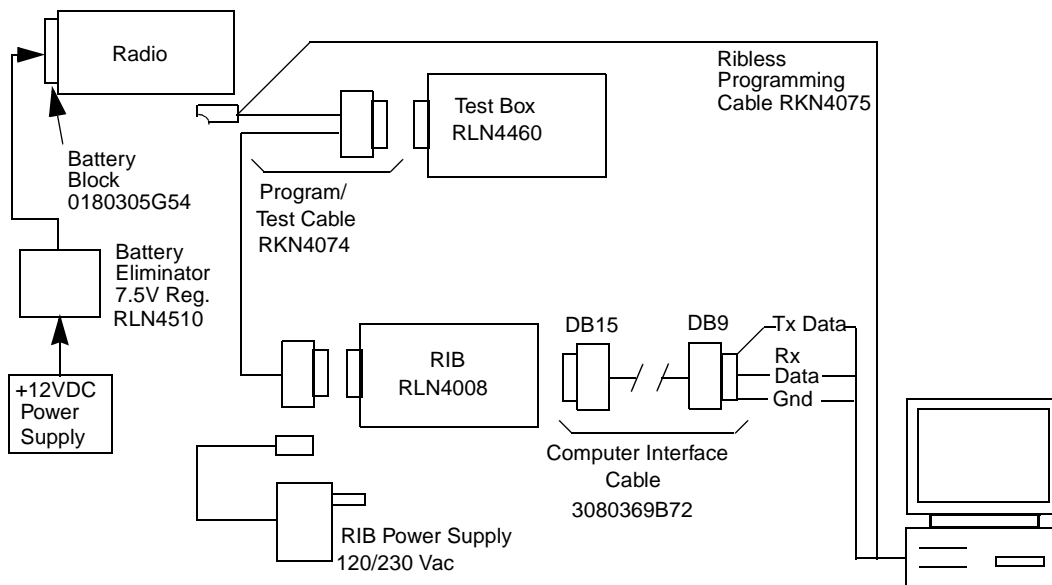 Radio
Ribless
Programming
Cable RKN4075
Test Box
RLN4460
Battery
Block
0180305G54
Program/
Test Cable
RKN4074
Battery
Eliminator
7.5V Reg.
RLN4510
+12VDC
Power
Supply
RIB
RLN4008
DB15
DB9
Tx Data
Rx
Data
Gnd
Computer Interface
Cable
3080369B72
RIB Power Supply
120/230 Vac